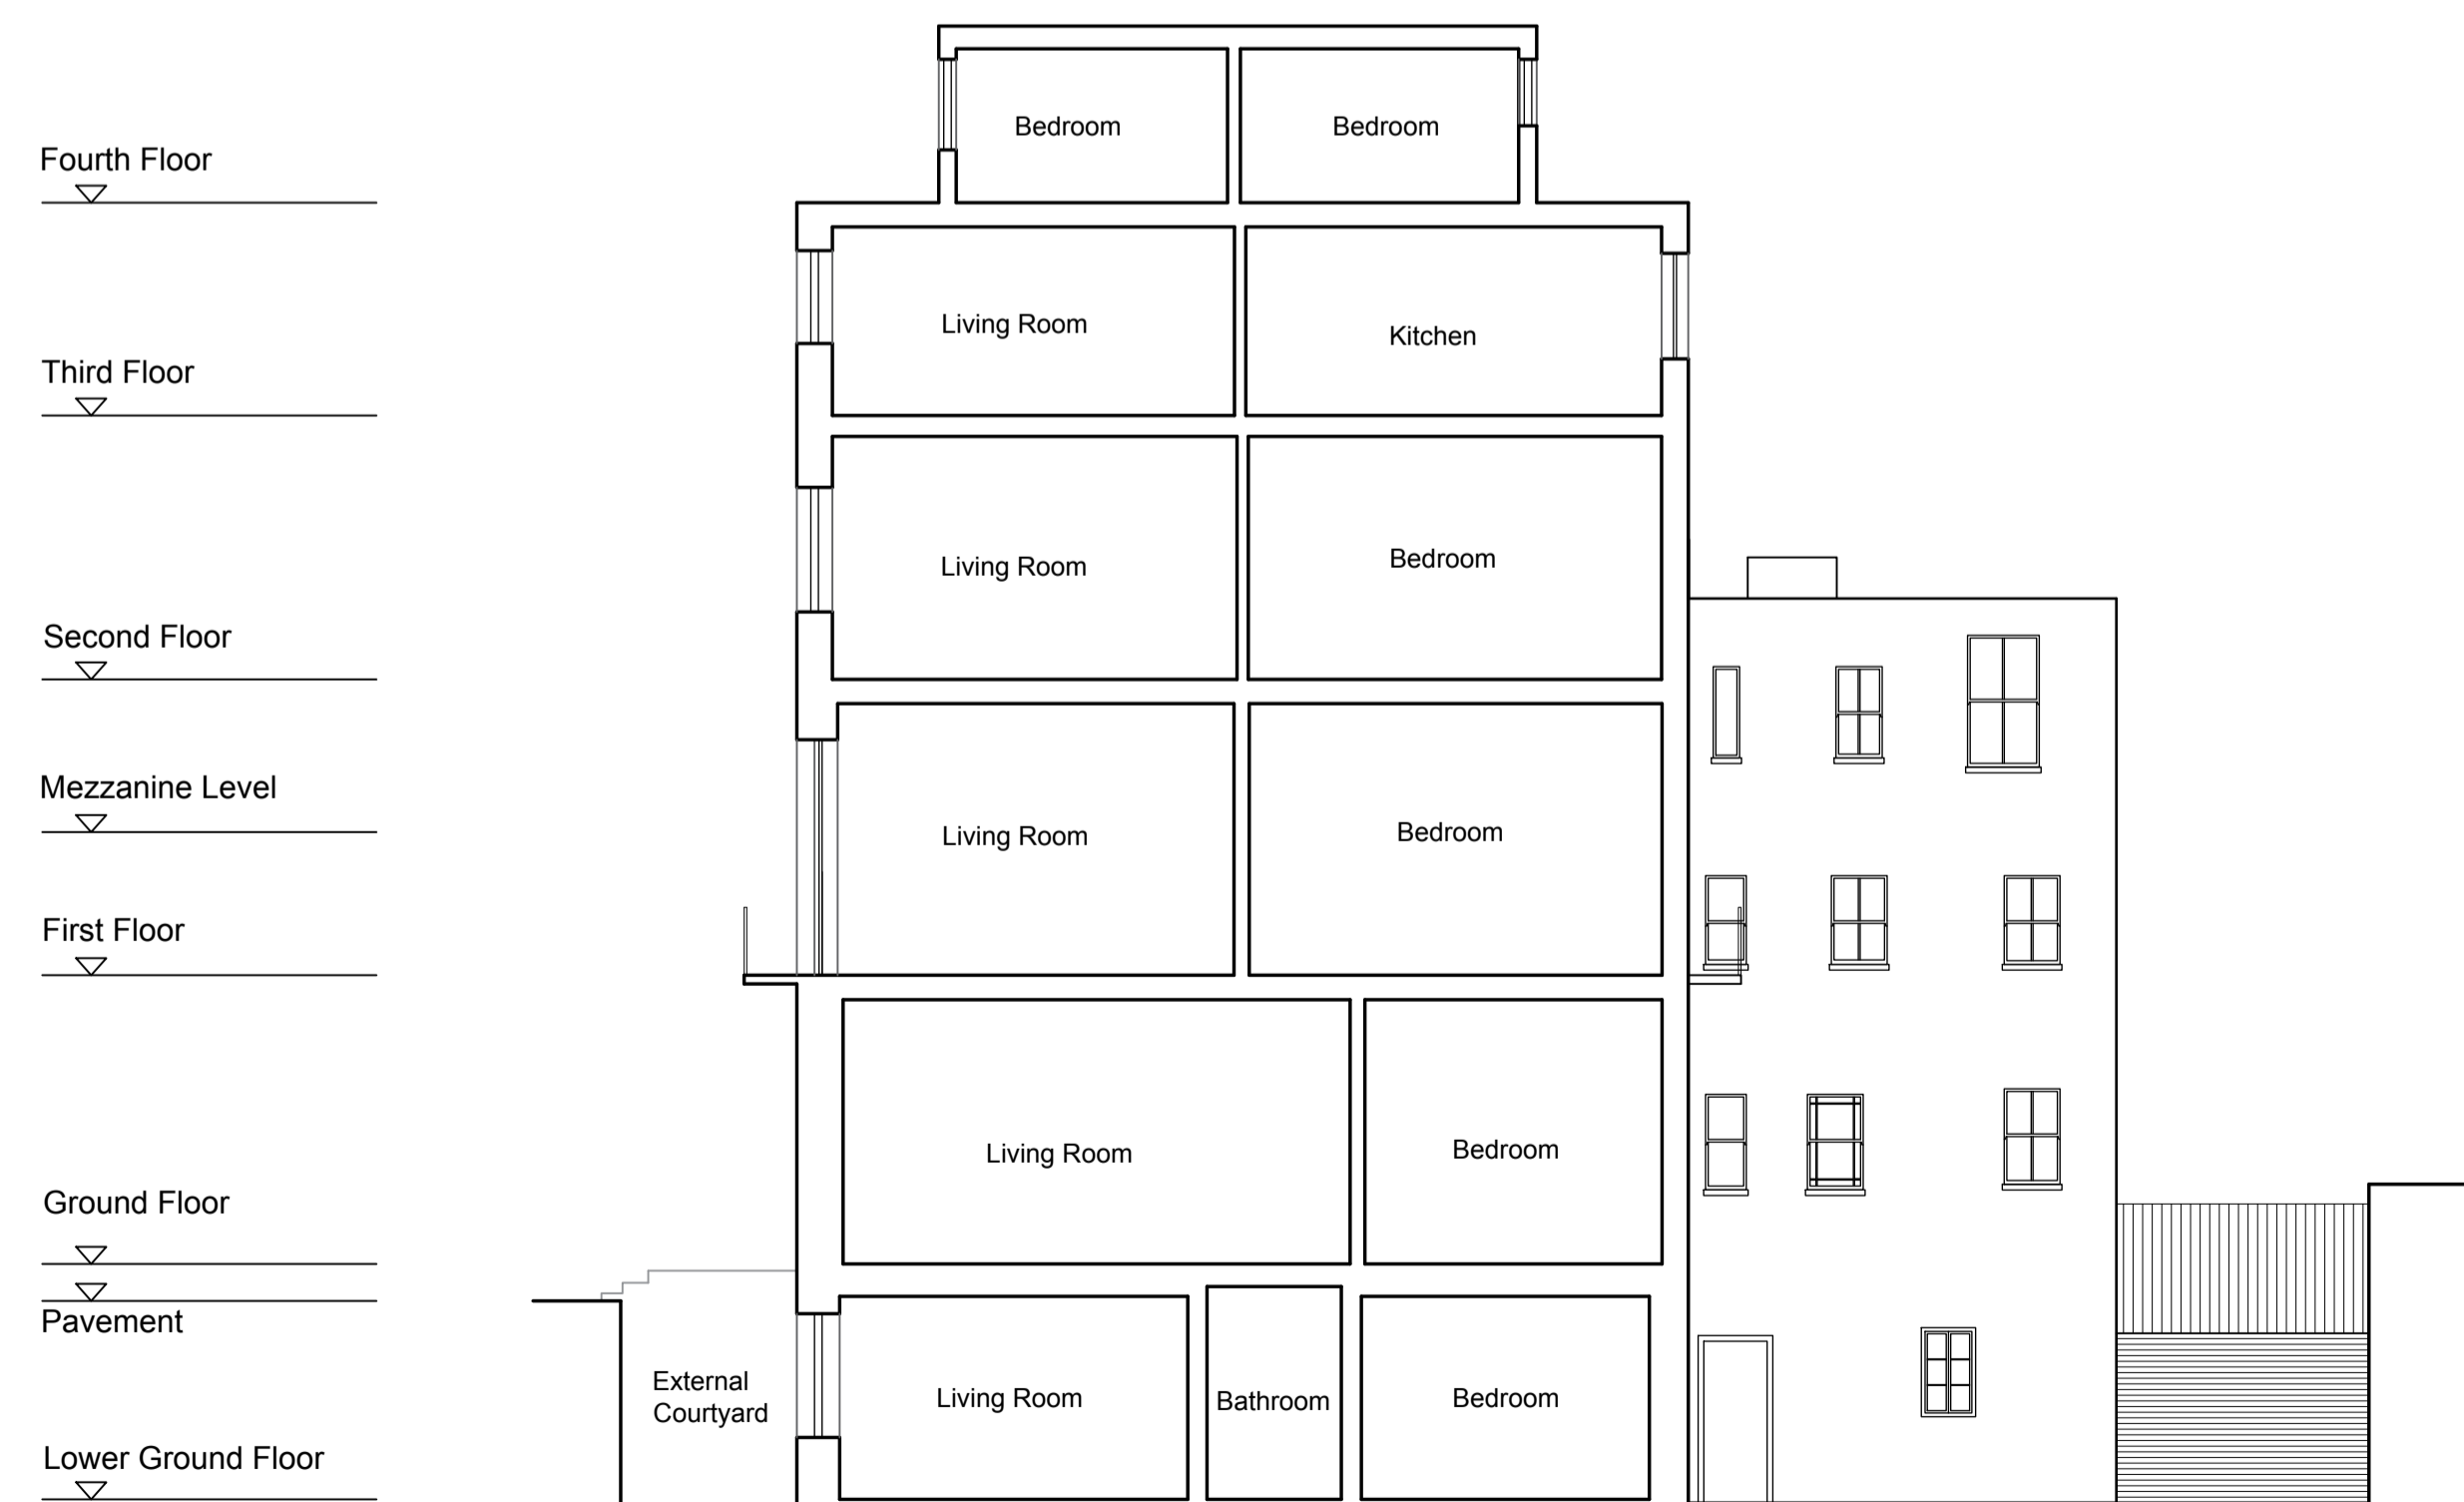 Bedroom
Bedroom
Fourth Floor
Living Room
Kitchen
Third Floor
Living Room
Bedroom
Second Floor
Mezzanine Level
Living Room
Bedroom
First Floor
Living Room
Bedroom
Ground Floor
Pavement
External
Courtyard
Living Room
Bathroom
Bedroom
Lower Ground Floor